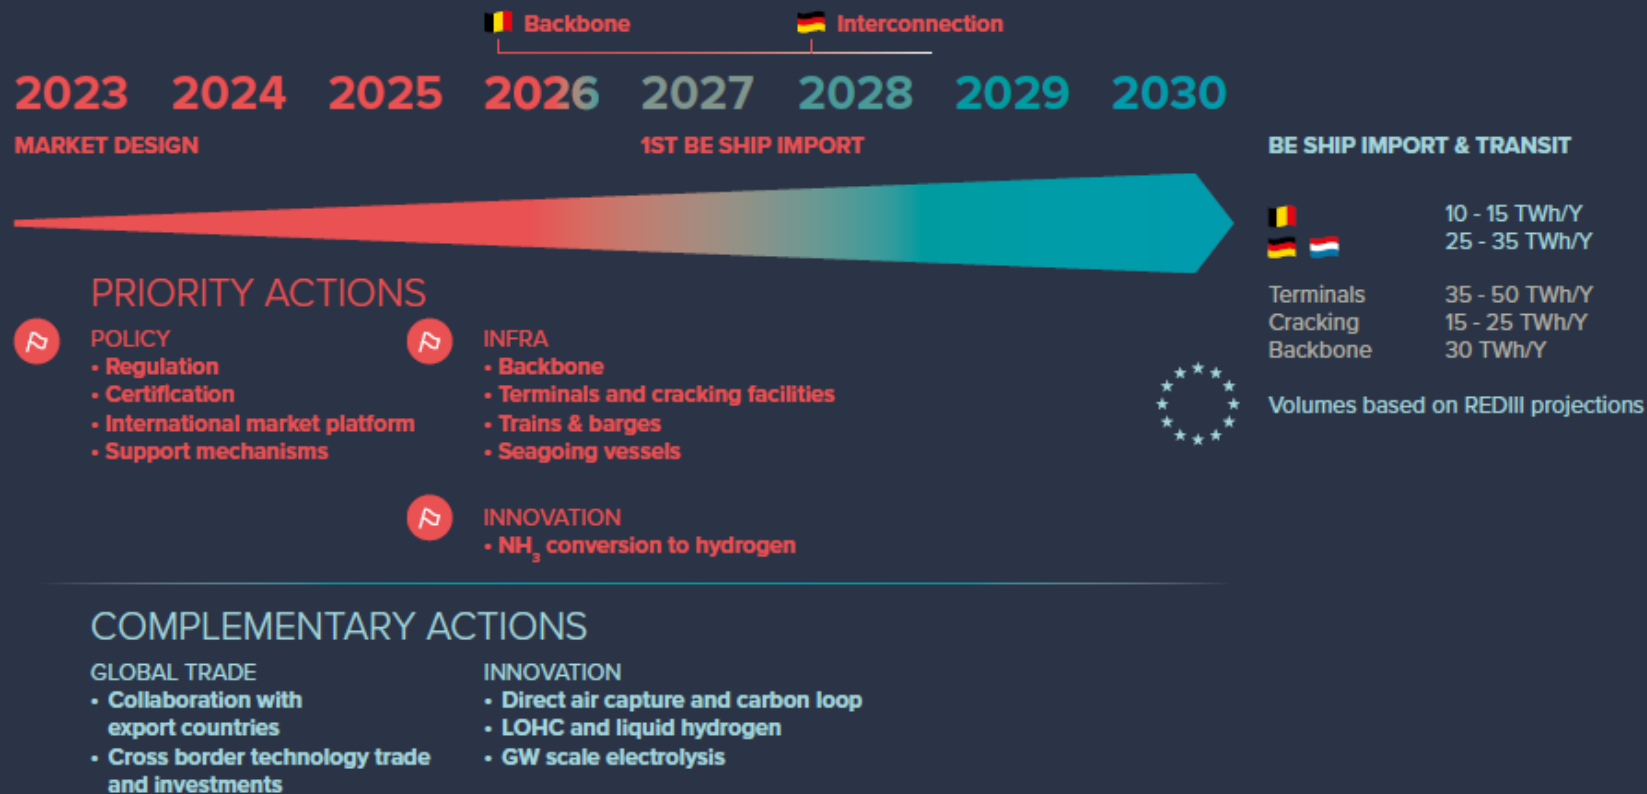 Backbone
Interconnection
2023 2024 2025 2026 2027 2028 2029 2030
MARKET DESIGN
1ST BE SHIP IMPORT
BE SHIP IMPORT & TRANSIT
10 - 15 TWh/Y
25 - 35 TWh/Y
Terminals 35 - 50 TWh/Y
Cracking 15 - 25 TWh/Y
Backbone 30 TWh/Y
Volumes based on REDIII projections
PRIORITY ACTIONS
POLICY
• Regulation
• Certification
• International market platform
• Support mechanisms
INFRA
• Backbone
• Terminals and cracking facilities
• Trains & barges
• Seagoing vessels
INNOVATION
• NH₃ conversion to hydrogen
COMPLEMENTARY ACTIONS
GLOBAL TRADE
• Collaboration with
export countries
• Cross border technology trade
and investments
INNOVATION
• Direct air capture and carbon loop
• LOHC and liquid hydrogen
• GW scale electrolysis